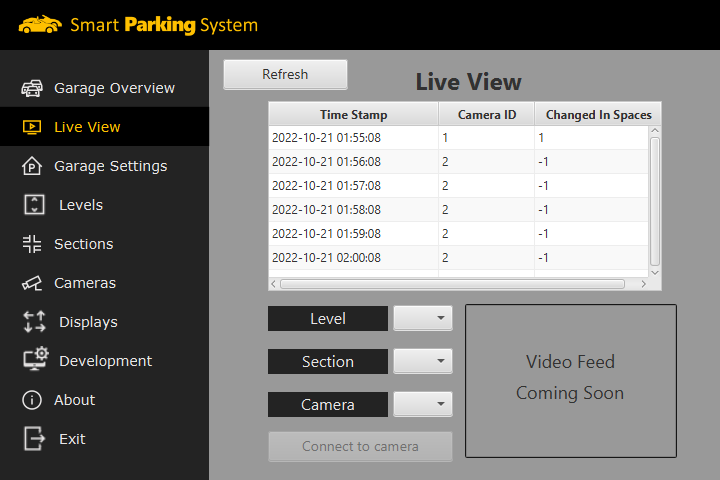 Smart Parking System
Garage Overview
Live View
Garage Settings
Levels
Sections
Cameras
Displays
Development
About
Exit
Refresh
Live View
Time Stamp Camera ID Changed In Spaces
2022-10-21 01:55:08 1 1
2022-10-21 01:56:08 2 -1
2022-10-21 01:57:08 2 -1
2022-10-21 01:58:08 2 -1
2022-10-21 01:59:08 2 -1
2022-10-21 02:00:08 2 -1
Level
Section
Camera
Connect to camera
Video Feed
Coming Soon